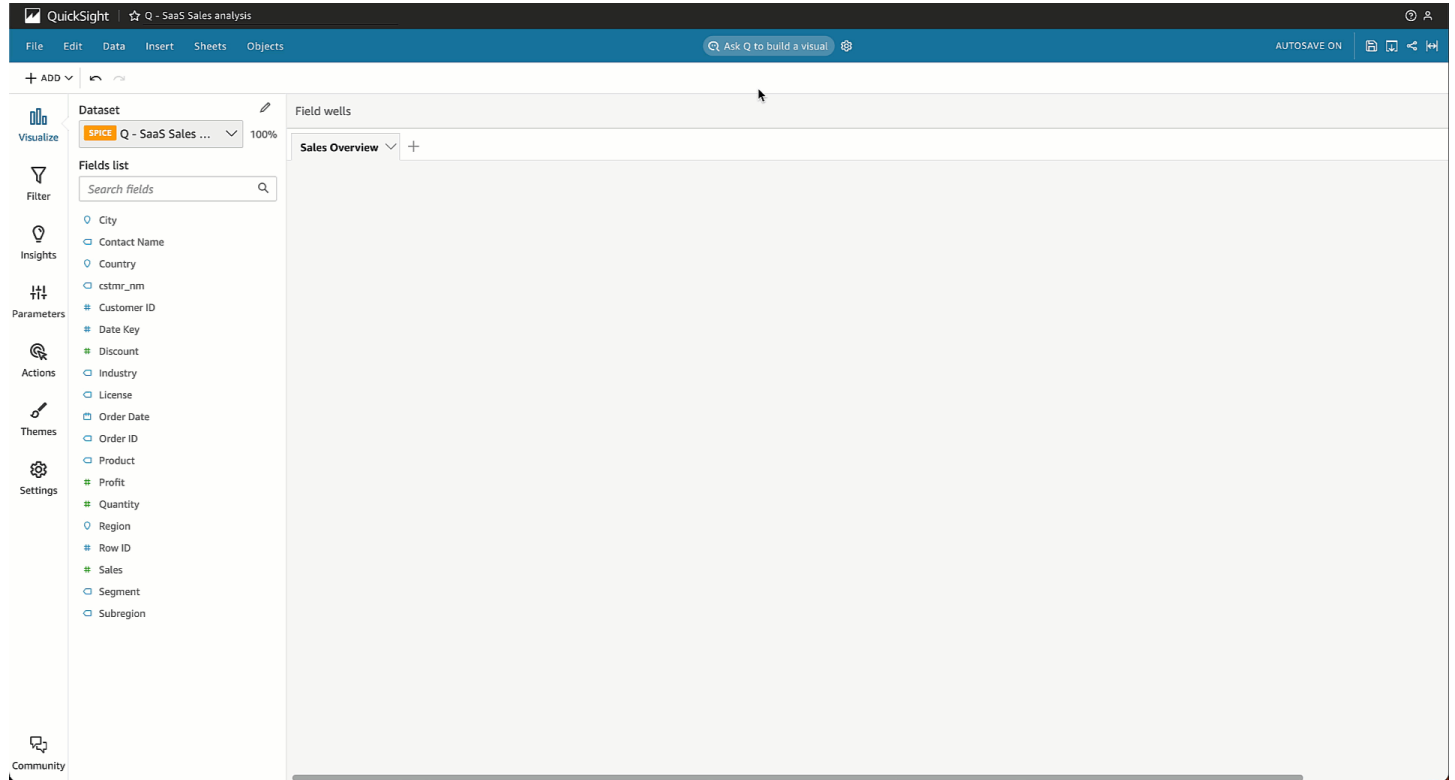 QuickSight Q - SaaS Sales analysis
File Edit Data Insert Sheets Objects Ask Q to build a visual AUTOSAVE ON
ADD
Visualize
Filter
Insights
Parameters
Actions
Themes
Settings
Community
Dataset
SPICE Q - SaaS Sales ... 100%
Fields list
Search fields
City
Contact Name
Country
cstmr_nm
Customer ID
Date Key
Discount
Industry
License
Order Date
Order ID
Product
Profit
Quantity
Region
Row ID
Sales
Segment
Subregion
Field wells
Sales Overview